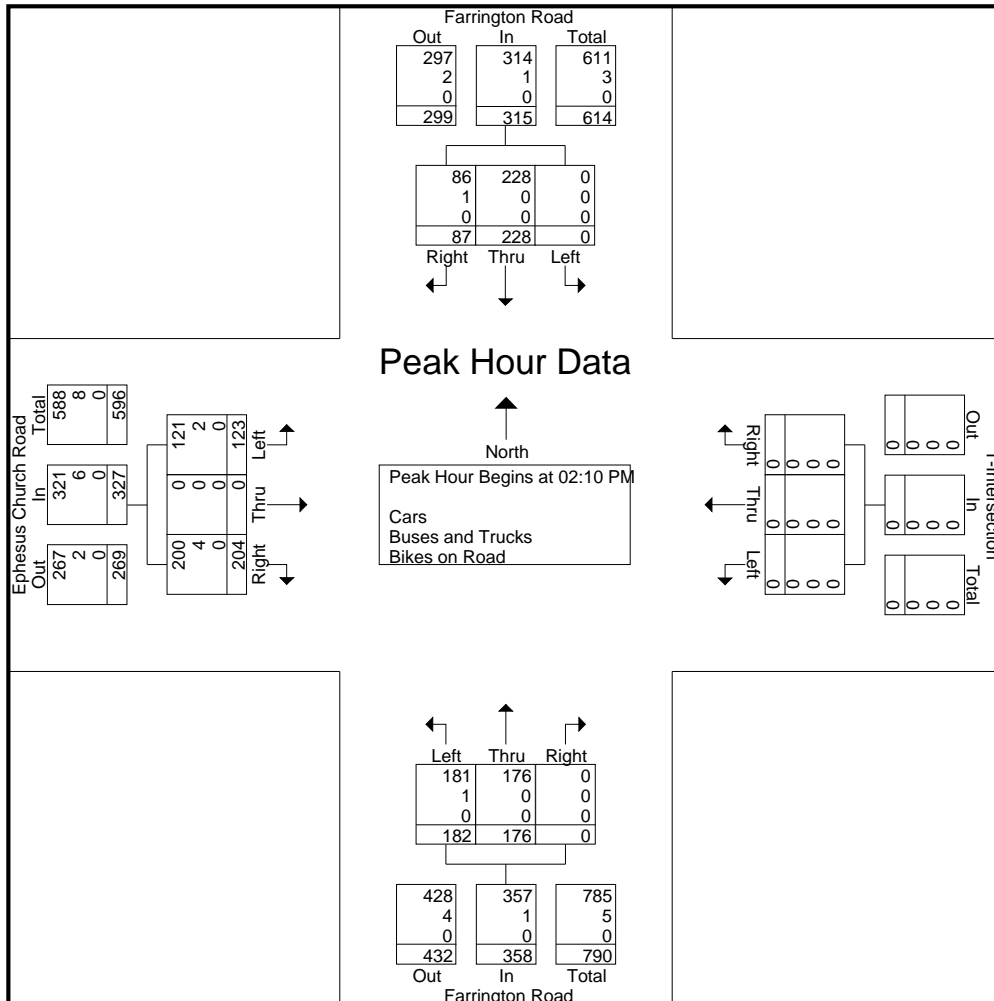 Farrington Road
Out In Total
297 314 611
2 1 3
0 0 0
299 315 614
86 228 0
1 0 0
0 0 0
87 228 0
Right Thru Left
Peak Hour Data
North
Peak Hour Begins at 02:10 PM
Cars
Buses and Trucks
Bikes on Road
Ephesus Church Road
Out In Total
267 321 588
2 6 8
0 0 0
269 327 596
Right Thru Left
200 0 121
4 0 2
0 0 0
204 0 123
Right Thru Left
0 0 0
0 0 0
0 0 0
0 0 0
Out In Total
0 0 0
0 0 0
0 0 0
0 0 0
T-Intersection
Left Thru Right
181 176 0
1 0 0
0 0 0
182 176 0
428 357 785
4 1 5
0 0 0
432 358 790
Out In Total
Farrington Road